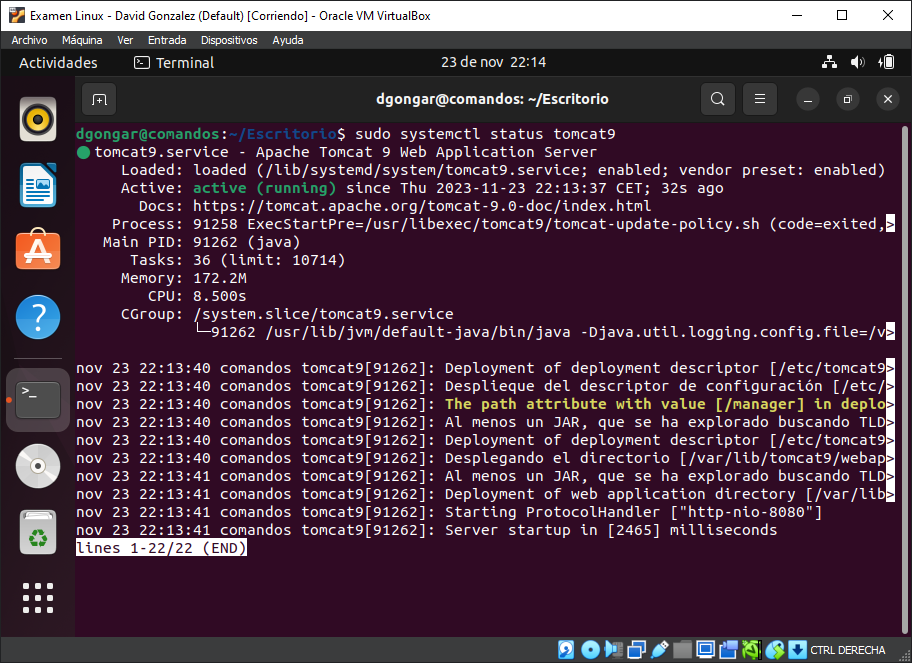 Examen Linux - David Gonzalez (Default) [Corriendo] - Oracle VM VirtualBox
Archivo Máquina Ver Entrada Dispositivos Ayuda
Actividades Terminal 23 de nov 22:14
dgongar@comandos: ~/Escritorio
dgongar@comandos:~/Escritorio$ sudo systemctl status tomcat9
tomcat9.service - Apache Tomcat 9 Web Application Server
Loaded: loaded (/lib/systemd/system/tomcat9.service; enabled; vendor preset: enabled)
Active: active (running) since Thu 2023-11-23 22:13:37 CET; 32s ago
Docs: https://tomcat.apache.org/tomcat-9.0-doc/index.html
Process: 91258 ExecStartPre=/usr/libexec/tomcat9/tomcat-update-policy.sh (code=exited,>
Main PID: 91262 (java)
Tasks: 36 (limit: 10714)
Memory: 172.2M
CPU: 8.500s
CGroup: /system.slice/tomcat9.service
└─91262 /usr/lib/jvm/default-java/bin/java -Djava.util.logging.config.file=/v>
nov 23 22:13:40 comandos tomcat9[91262]: Deployment of deployment descriptor [/etc/tomcat9>
nov 23 22:13:40 comandos tomcat9[91262]: Desplieque del descriptor de configuración [/etc/>
nov 23 22:13:40 comandos tomcat9[91262]: The path attribute with value [/manager] in deplo>
nov 23 22:13:40 comandos tomcat9[91262]: Al menos un JAR, que se ha explorado buscando TLD>
nov 23 22:13:40 comandos tomcat9[91262]: Deployment of deployment descriptor [/etc/tomcat9>
nov 23 22:13:40 comandos tomcat9[91262]: Desplegando el directorio [/var/lib/tomcat9/webap>
nov 23 22:13:41 comandos tomcat9[91262]: Al menos un JAR, que se ha explorado buscando TLD>
nov 23 22:13:41 comandos tomcat9[91262]: Deployment of web application directory [/var/lib>
nov 23 22:13:41 comandos tomcat9[91262]: Starting ProtocolHandler ["http-nio-8080"]
nov 23 22:13:41 comandos tomcat9[91262]: Server startup in [2465] milliseconds
lines 1-22/22 (END)
CTRL DERECHA